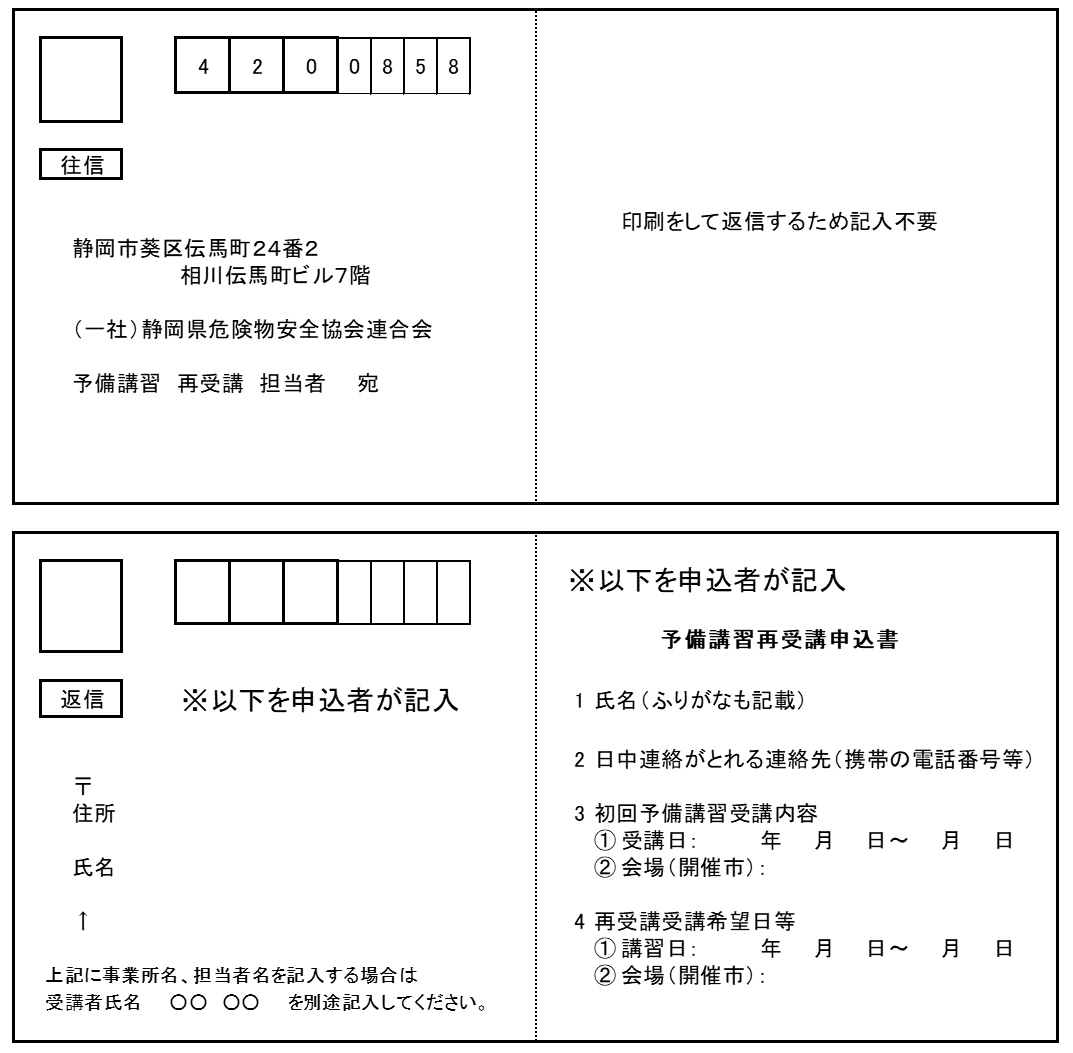 4 2 0 0 8 5 8
往信
静岡市葵区伝馬町24番2
相川伝馬町ビル7階
(一社)静岡県危険物安全協会連合会
予備講習 再受講 担当者 宛
印刷をして返信するため記入不要
返信
※以下を申込者が記入
〒
住所
氏名
↑
上記に事業所名、担当者名を記入する場合は
受講者氏名 〇〇 〇〇 を別途記入してください。
※以下を申込者が記入
予備講習再受講申込書
1 氏名(ふりがなも記載)
2 日中連絡がとれる連絡先(携帯の電話番号等)
3 初回予備講習受講内容
①受講日: 年 月 日～ 月 日
②会場(開催市):
4 再受講受講希望日等
①講習日: 年 月 日～ 月 日
②会場(開催市):